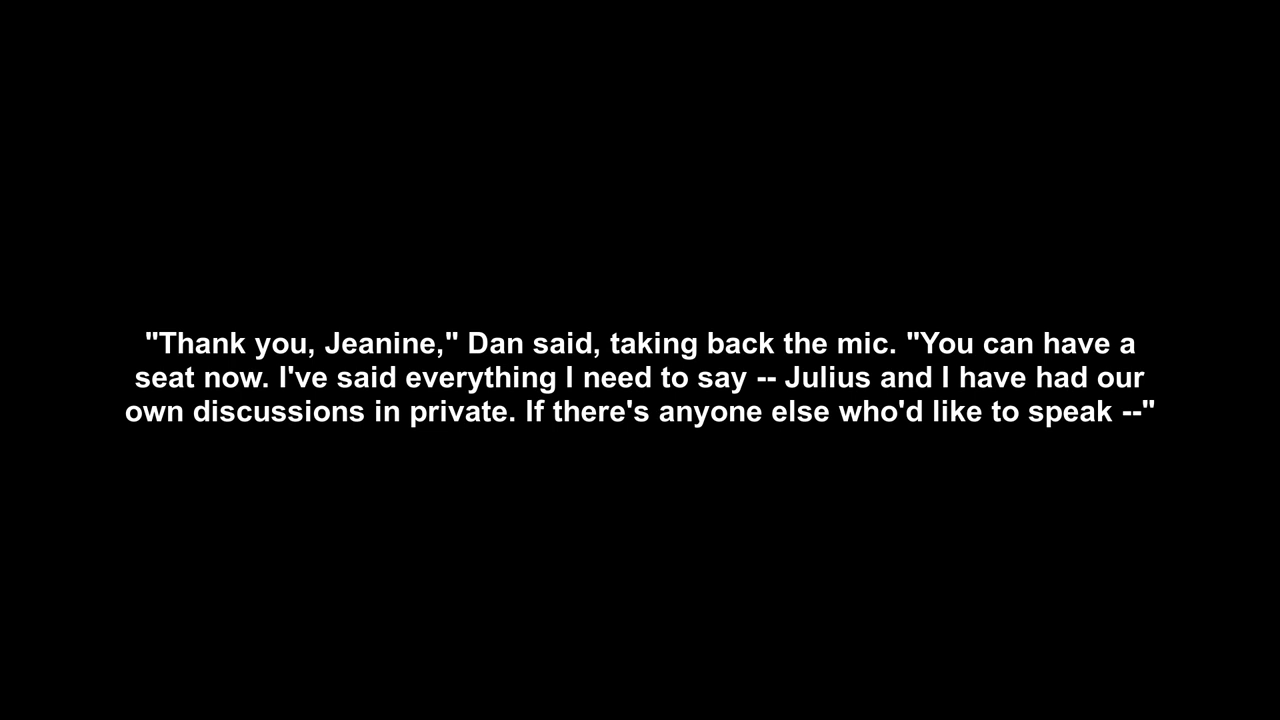 "Thank you, Jeanine," Dan said, taking back the mic. "You can have a
seat now. I've said everything I need to say -- Julius and I have had our
own discussions in private. If there's anyone else who'd like to speak --"